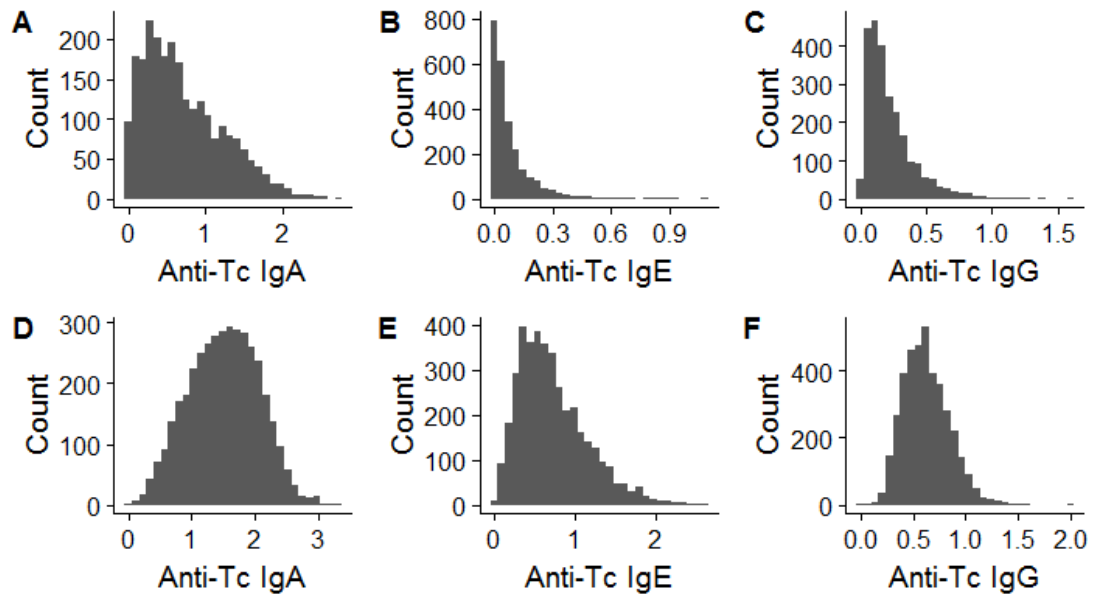 A
Count
200
150
100
50
0
0 1 2
Anti-Tc IgA
B
Count
800
600
400
200
0
0.0 0.3 0.6 0.9
Anti-Tc IgE
C
Count
400
300
200
100
0
0.0 0.5 1.0 1.5
Anti-Tc IgG
D
Count
300
200
100
0
0 1 2 3
Anti-Tc IgA
E
Count
400
300
200
100
0
0 1 2
Anti-Tc IgE
F
Count
400
200
0
0.0 0.5 1.0 1.5 2.0
Anti-Tc IgG